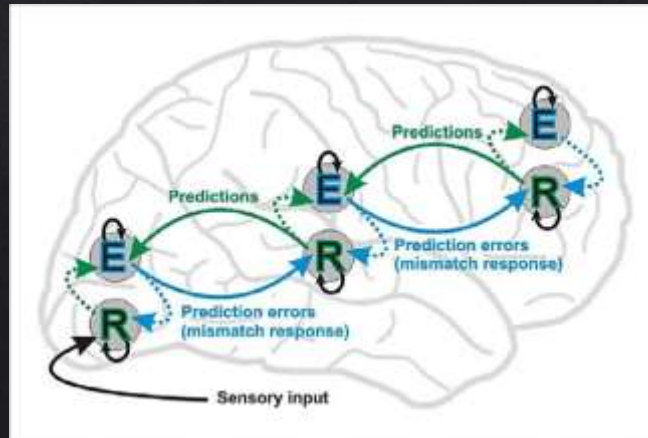 Predictions
E
R
E
Predictions
Prediction errors
(mismatch response)
R
E
Prediction errors
(mismatch response)
R
Sensory input